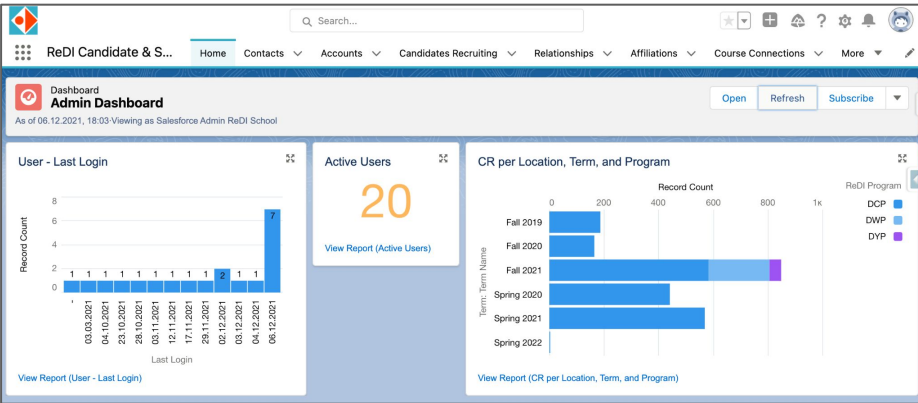 Search...
ReDI Candidate & S... Home Contacts Accounts Candidates Recruiting Relationships Affiliations Course Connections More
Dashboard
Admin Dashboard
As of 06.12.2021, 18:03·Viewing as Salesforce Admin ReDI School
Open Refresh Subscribe
User - Last Login
Record Count
8
6
4
2
0
1 1 1 1 1 1 1 1 2 1 1 7
-
03.03.2021
04.10.2021
23.10.2021
28.10.2021
03.11.2021
12.11.2021
17.11.2021
29.11.2021
02.12.2021
03.12.2021
04.12.2021
06.12.2021
Last Login
View Report (User - Last Login)
Active Users
20
View Report (Active Users)
CR per Location, Term, and Program
Record Count
0 200 400 600 800 1K
Term: Term Name
Fall 2019
Fall 2020
Fall 2021
Spring 2020
Spring 2021
Spring 2022
ReDI Program
DCP
DWP
DYP
View Report (CR per Location, Term, and Program)